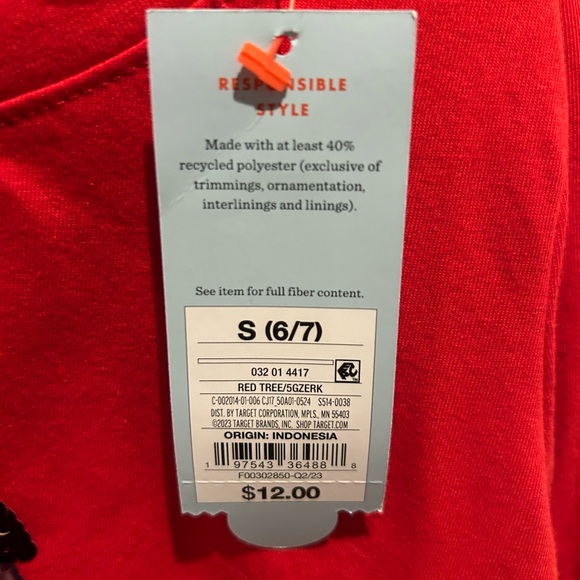 RESPONSIBLE
STYLE
Made with at least 40%
recycled polyester (exclusive of
trimmings, ornamentation,
interlinings and linings).
See item for full fiber content.
S (6/7)
032 01 4417
RED TREE/5GZERK
C-002014-01-006 CJ17_50A01-0524 S514-0038
DIST. BY TARGET CORPORATION, MPLS., MN 55403
©2023 TARGET BRANDS, INC. SHOP TARGET.COM
ORIGIN: INDONESIA
1 97543 36488 8
F00302850-Q2/23
$12.00